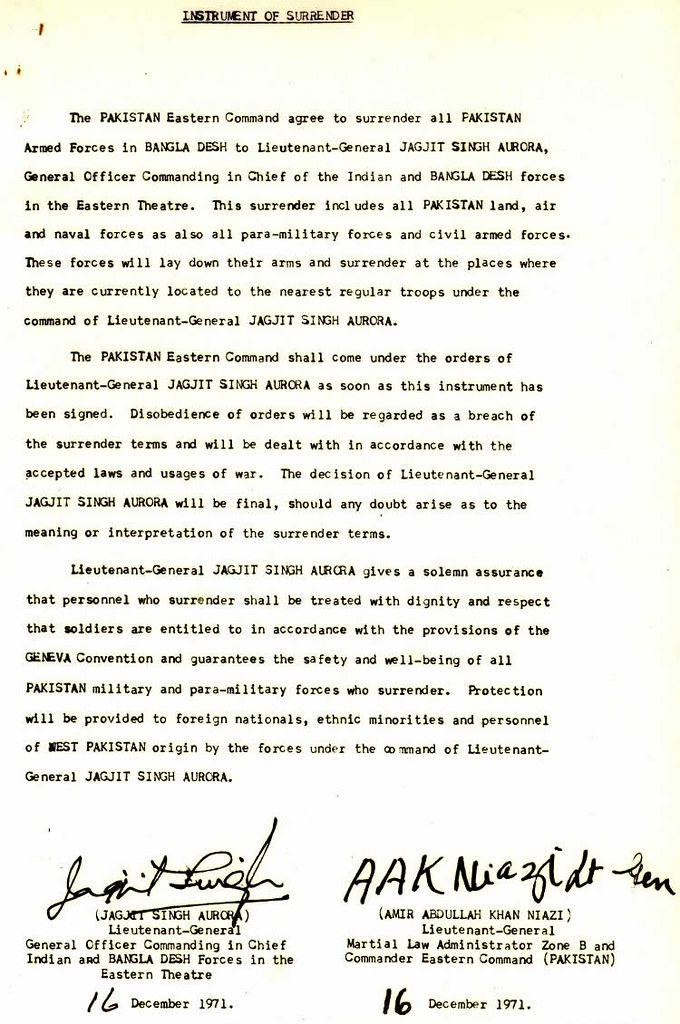 INSTRUMENT OF SURRENDER
The PAKISTAN Eastern Command agree to surrender all PAKISTAN
Armed Forces in BANGLA DESH to Lieutenant-General JAGJIT SINGH AURORA,
General Officer Commanding in Chief of the Indian and BANGLA DESH forces
in the Eastern Theatre. This surrender includes all PAKISTAN land, air
and naval forces as also all para-military forces and civil armed forces.
These forces will lay down their arms and surrender at the places where
they are currently located to the nearest regular troops under the
command of Lieutenant-General JAGJIT SINGH AURORA.
The PAKISTAN Eastern Command shall come under the orders of
Lieutenant-General JAGJIT SINGH AURORA as soon as this instrument has
been signed. Disobedience of orders will be regarded as a breach of
the surrender terms and will be dealt with in accordance with the
accepted laws and usages of war. The decision of Lieutenant-General
JAGJIT SINGH AURORA will be final, should any doubt arise as to the
meaning or interpretation of the surrender terms.
Lieutenant-General JAGJIT SINGH AURORA gives a solemn assurance
that personnel who surrender shall be treated with dignity and respect
that soldiers are entitled to in accordance with the provisions of the
GENEVA Convention and guarantees the safety and well-being of all
PAKISTAN military and para-military forces who surrender. Protection
will be provided to foreign nationals, ethnic minorities and personnel
of WEST PAKISTAN origin by the forces under the command of Lieutenant-
General JAGJIT SINGH AURORA.
Jagjit Singh
(JAGJIT SINGH AURORA)
Lieutenant-General
General Officer Commanding in Chief
Indian and BANGLA DESH Forces in the
Eastern Theatre
16 December 1971.
AAK Niazi Lt Gen
(AMIR ABDULLAH KHAN NIAZI)
Lieutenant-General
Martial Law Administrator Zone B and
Commander Eastern Command (PAKISTAN)
16 December 1971.